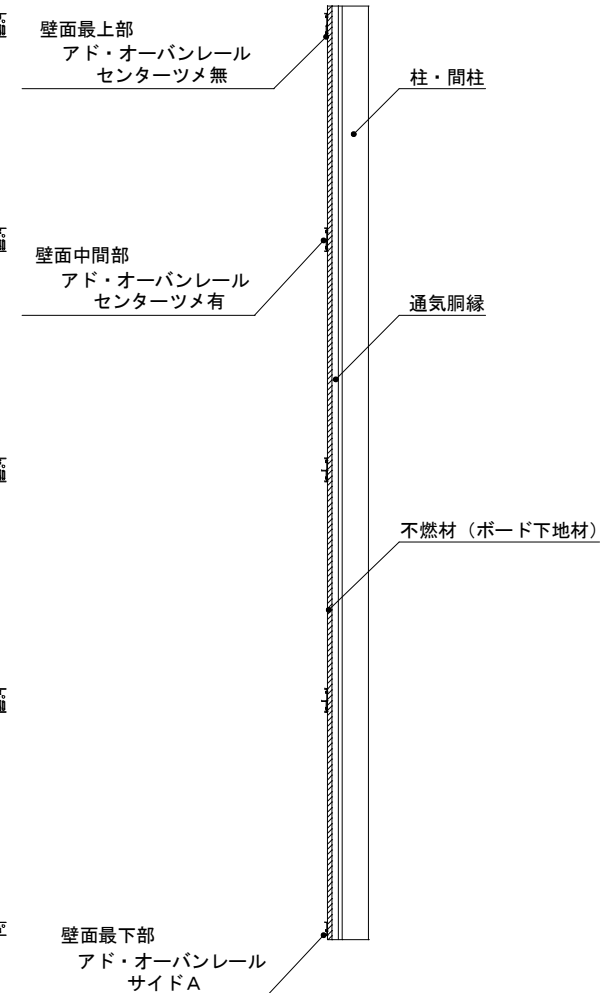 壁面最上部
アド・オーバンレール
センターツメ無
柱・間柱
壁面中間部
アド・オーバンレール
センターツメ有
通気胴縁
不燃材（ボード下地材）
壁面最下部
アド・オーバンレール
サイドA